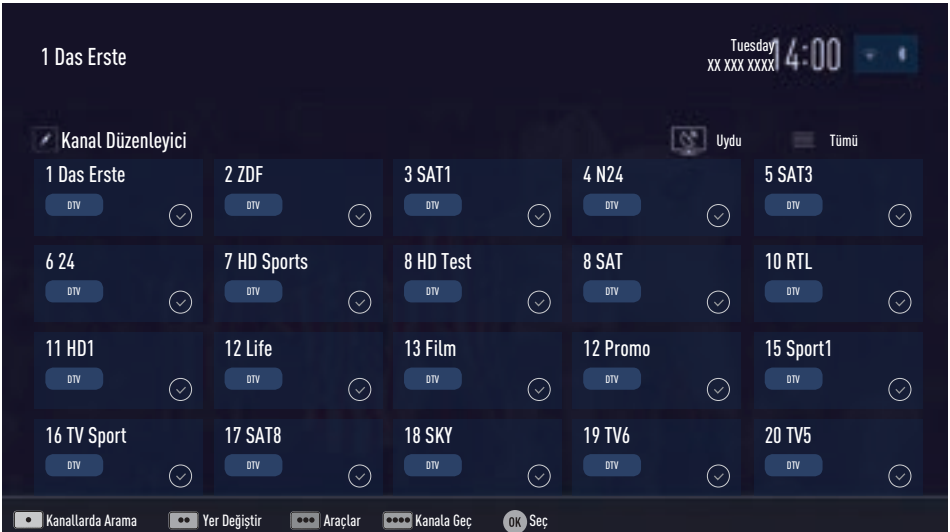 1 Das Erste
Tuesday
XX XXX XXXX
14:00
Kanal Düzenleyici
Uydu
Tümü
1 Das Erste
2 ZDF
3 SAT1
4 N24
5 SAT3
DTV
DTV
DTV
DTV
DTV
6 24
7 HD Sports
8 HD Test
8 SAT
10 RTL
DTV
DTV
DTV
DTV
DTV
11 HD1
12 Life
13 Film
12 Promo
15 Sport1
DTV
DTV
DTV
DTV
DTV
16 TV Sport
17 SAT8
18 SKY
19 TV6
20 TV5
DTV
DTV
DTV
DTV
DTV
Kanallarda Arama
Yer Değiştir
Araçlar
Kanala Geç
OK Seç